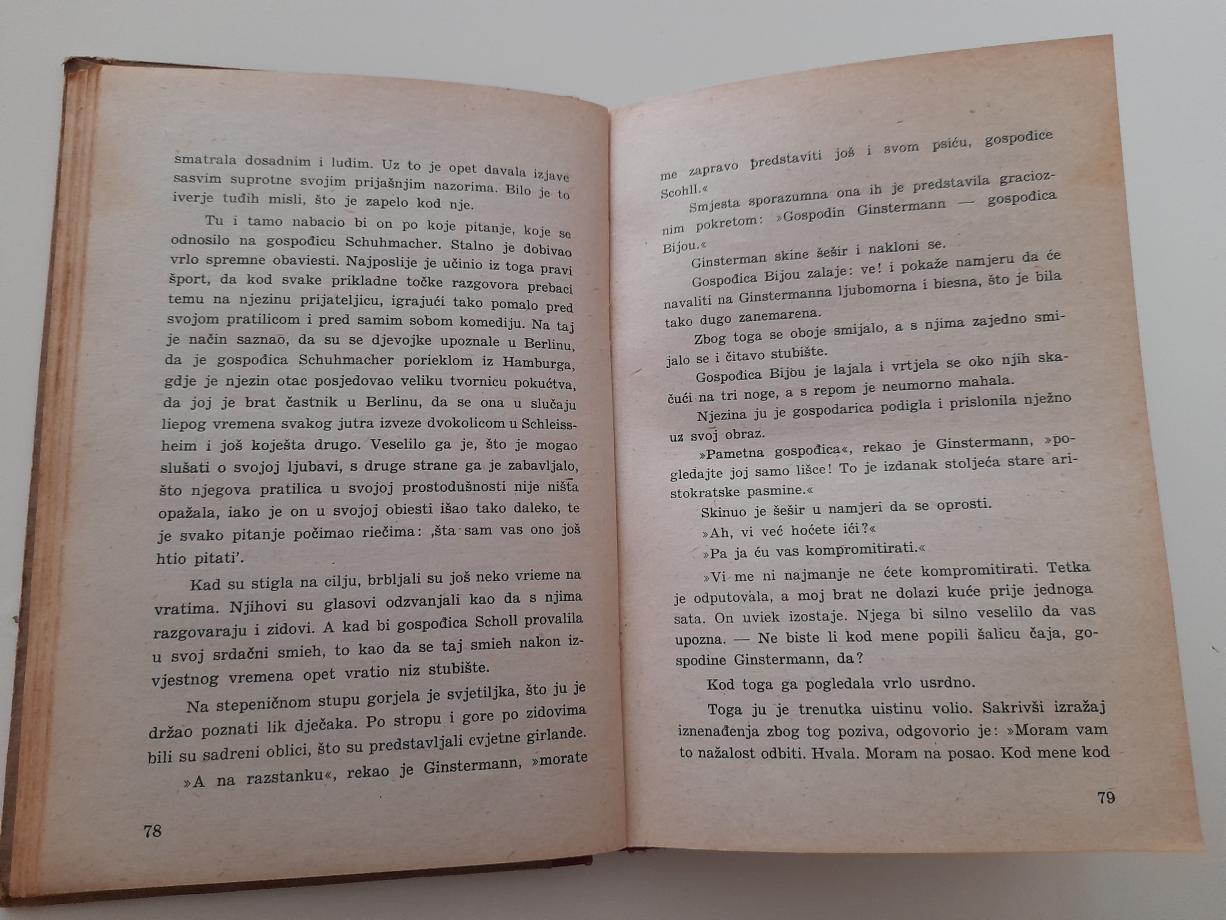 smatrala dosadnim i ludim. Uz to je opet davala izjave
sasvim suprotne svojim prijašnjim nazorima. Bilo je to
iverje tuđih misli, što je zapelo kod nje.
Tu i tamo nabacio bi on po koje pitanje, koje se
odnosilo na gospođicu Schuhmacher. Stalno je dobivao
vrlo spremne obaviesti. Najposlije je učinio iz toga pravi
šport, da kod svake prikladne točke razgovora prebaci
temu na njezinu prijateljicu, igrajući tako pomalo pred
svojom pratilicom i pred samim sobom komediju. Na taj
je način saznao, da su se djevojke upoznale u Berlinu,
da je gospođica Schuhmacher porieklom iz Hamburga,
gdje je njezin otac posjedovao veliku tvornicu pokućtva,
da joj je brat častnik u Berlinu, da se ona u slučaju
liepog vremena svakog jutra izveze dvokolicom u Schleiss-
heim i još koješta drugo. Veselilo ga je, što je mogao
slušati o svojoj ljubavi, s druge strane ga je zabavljalo,
što njegova pratilica u svojoj prostodušnosti nije ništa
opažala, iako je on u svojoj obiesti išao tako daleko, te
je svako pitanje počimao riečima: ‚šta sam vas ono još
htio pitati’.
Kad su stigla na cilju, brbljali su još neko vrieme na
vratima. Njihovi su glasovi odzvanjali kao da s njima
razgovaraju i zidovi. A kad bi gospođica Scholl provalila
u svoj srdačni smieh, to kao da se taj smieh nakon iz-
vjestnog vremena opet vratio niz stubište.
Na stepeničnom stupu gorjela je svjetiljka, što ju je
držao poznati lik dječaka. Po stropu i gore po zidovima
bili su sadreni oblici, što su predstavljali cvjetne girlande.
»A na razstanku«, rekao je Ginstermann, »morate
78
me zapravo predstaviti još i svom psiću, gospođice
Scohll.«
Smjesta sporazumna ona ih je predstavila gracioz-
nim pokretom: »Gospodin Ginstermann — gospođica
Bijou.«
Ginsterman skine šešir i nakloni se.
Gospođica Bijou zalaje: ve! i pokaže namjeru da će
navaliti na Ginstermanna ljubomorna i biesna, što je bila
tako dugo zanemarena.
Zbog toga se oboje smijalo, a s njima zajedno smi-
jalo se i čitavo stubište.
Gospođica Bijou je lajala i vrtjela se oko njih ska-
čući na tri noge, a s repom je neumorno mahala.
Njezina ju je gospodarica podigla i prislonila nježno
uz svoj obraz.
»Pametna gospođica«, rekao je Ginstermann, »po-
gledajte joj samo lišce! To je izdanak stoljeća stare ari-
stokratske pasmine.«
Skinuo je šešir u namjeri da se oprosti.
»Ah, vi već hoćete ići?«
»Pa ja ću vas kompromitirati.«
»Vi me ni najmanje ne ćete kompromitirati. Tetka
je odputovala, a moj brat ne dolazi kuće prije jednoga
sata. On uviek izostaje. Njega bi silno veselilo da vas
upozna. — Ne biste li kod mene popili šalicu čaja, go-
spodine Ginstermann, da?
Kod toga ga pogledala vrlo usrdno.
Toga ju je trenutka uistinu volio. Sakrivši izražaj
iznenađenja zbog tog poziva, odgovorio je: »Moram vam
to nažalost odbiti. Hvala. Moram na posao. Kod mene kod
79